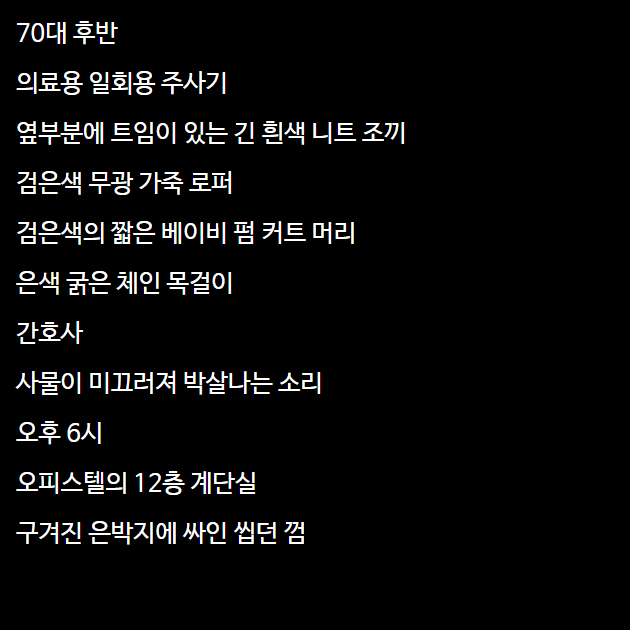 70대 후반
의료용 일회용 주사기
옆부분에 트임이 있는 긴 흰색 니트 조끼
검은색 무광 가죽 로퍼
검은색의 짧은 베이비 펌 커트 머리
은색 굵은 체인 목걸이
간호사
사물이 미끄러져 박살나는 소리
오후 6시
오피스텔의 12층 계단실
구겨진 은박지에 싸인 씹던 껌